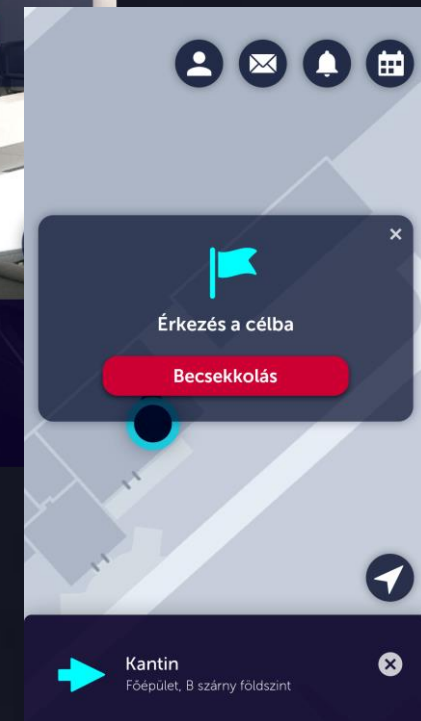 Érkezés a célba
Becsekkolás
Kantin
Főépület, B szárny földszint